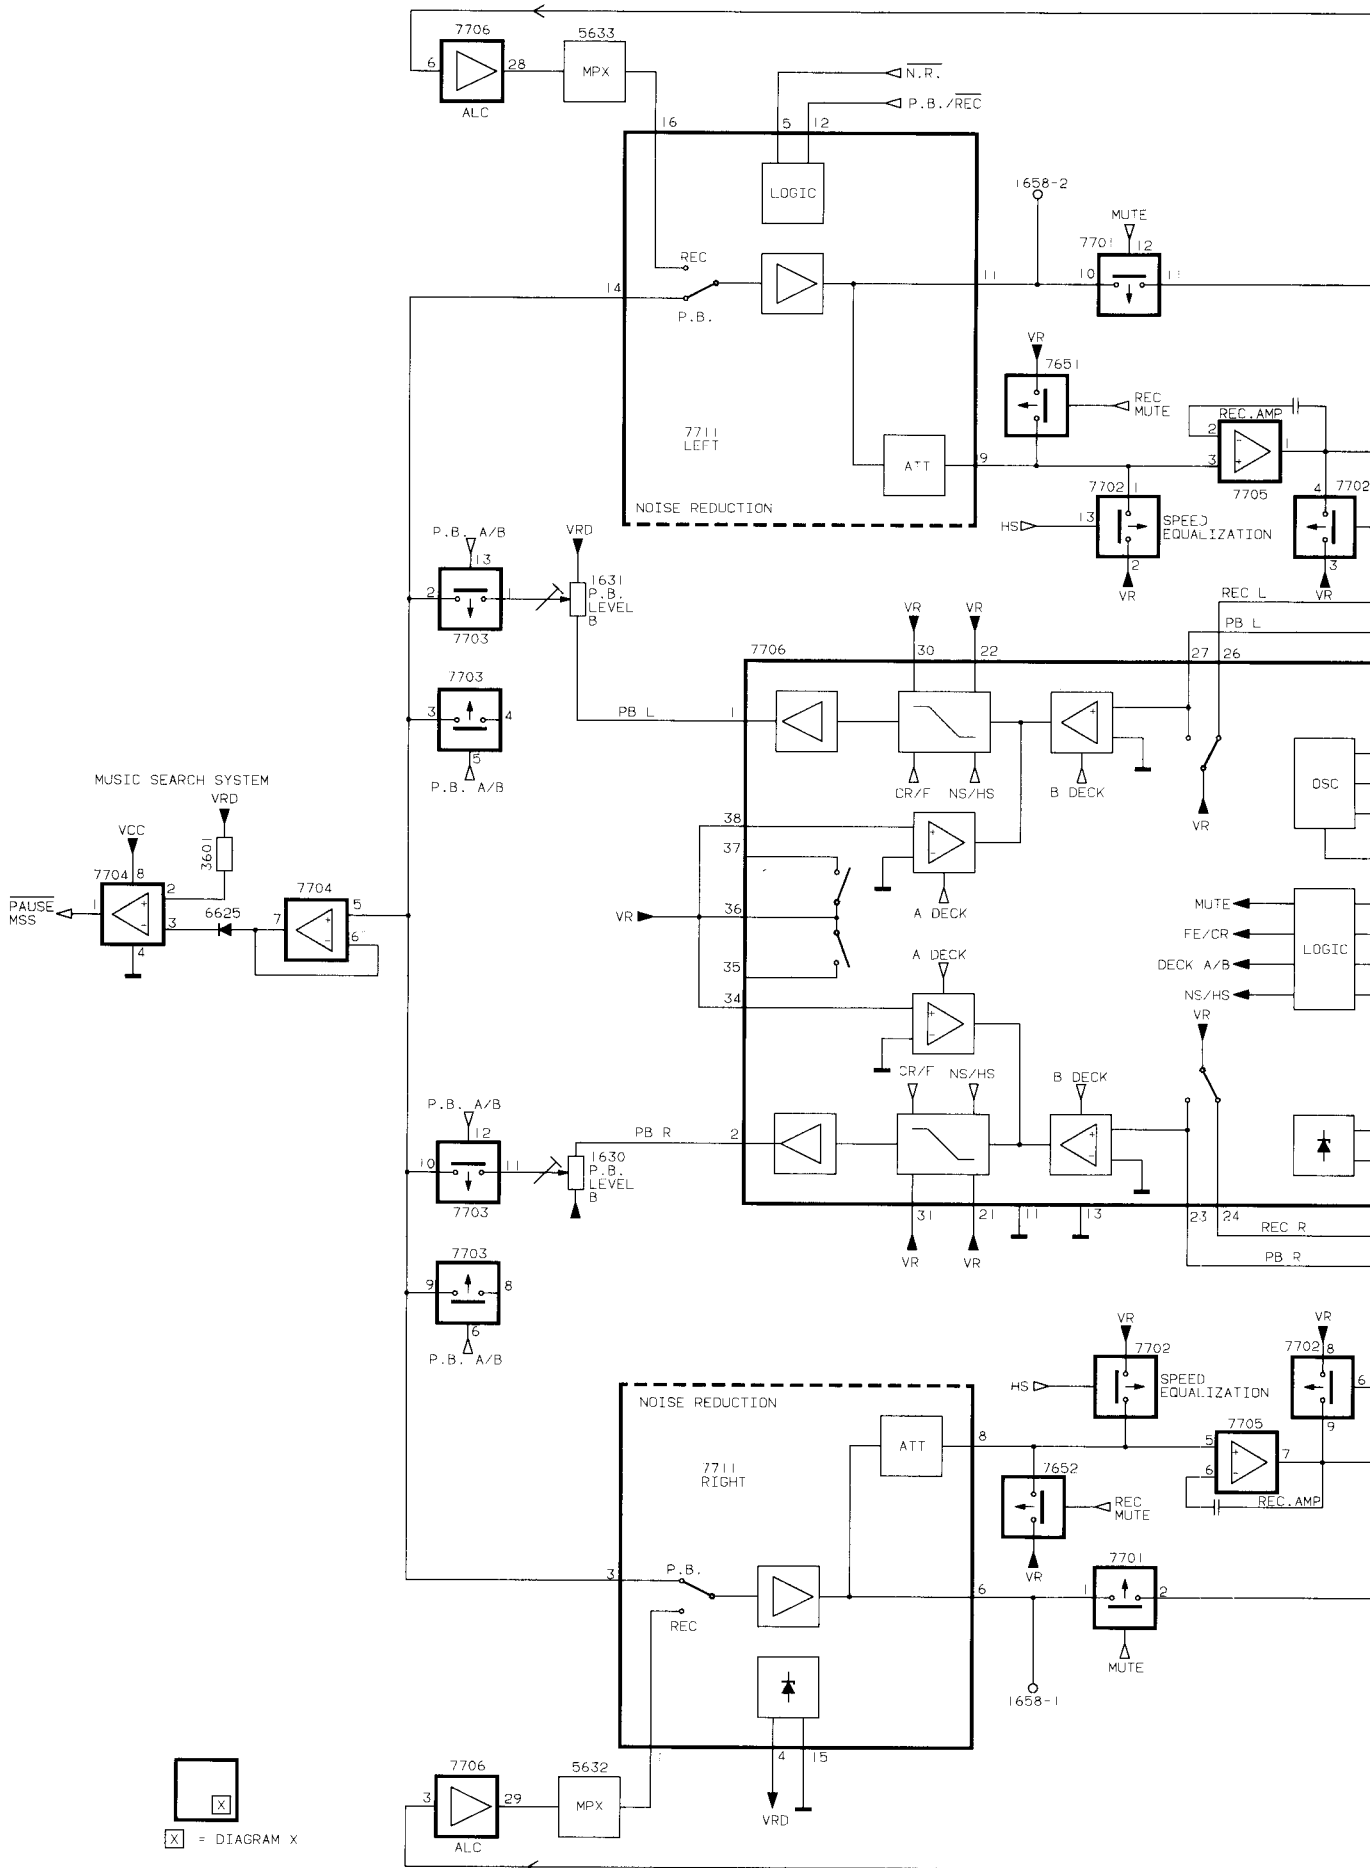 7706
5633
6
28
MPX
ALC
N.R.
P.B./REC
16
5
12
LOGIC
1658-2
MUTE
7701
12
REC
11
10
11
14
P.B.
VR
7651
REC
MUTE
REC.AMP
2
1
7711
LEFT
ATT
9
3
7705
7702
1
4
7702
NOISE REDUCTION
HS
13
SPEED
EQUALIZATION
2
3
VR
VR
P.B. A/B
13
VRD
2
1
1631
P.B.
LEVEL
B
7703
REC L
PB L
VR
VR
7706
30
22
27
26
7703
3
4
5
P.B. A/B
PB L
1
CR/F
NS/HS
B DECK
VR
OSC
MUSIC SEARCH SYSTEM
VRD
VCC
3601
7704
8
2
PAUSE
MSS
1
3
4
6625
7
7704
5
6
38
37
A DECK
VR
36
35
34
A DECK
MUTE
FE/CR
DECK A/B
NS/HS
LOGIC
VR
CR/F
NS/HS
B DECK
P.B. A/B
12
10
11
7703
1630
P.B.
LEVEL
B
PB R
2
31
21
11
13
23
24
VR
VR
REC R
PB R
7703
9
8
6
P.B. A/B
VR
7702
HS
SPEED
EQUALIZATION
VR
7702
8
6
9
NOISE REDUCTION
ATT
8
7711
RIGHT
7652
REC
MUTE
VR
7705
5
6
7
REC.AMP
3
P.B.
REC
6
7701
1
2
MUTE
1658-1
4
15
VRD
7706
5632
3
29
MPX
ALC
X
X = DIAGRAM X